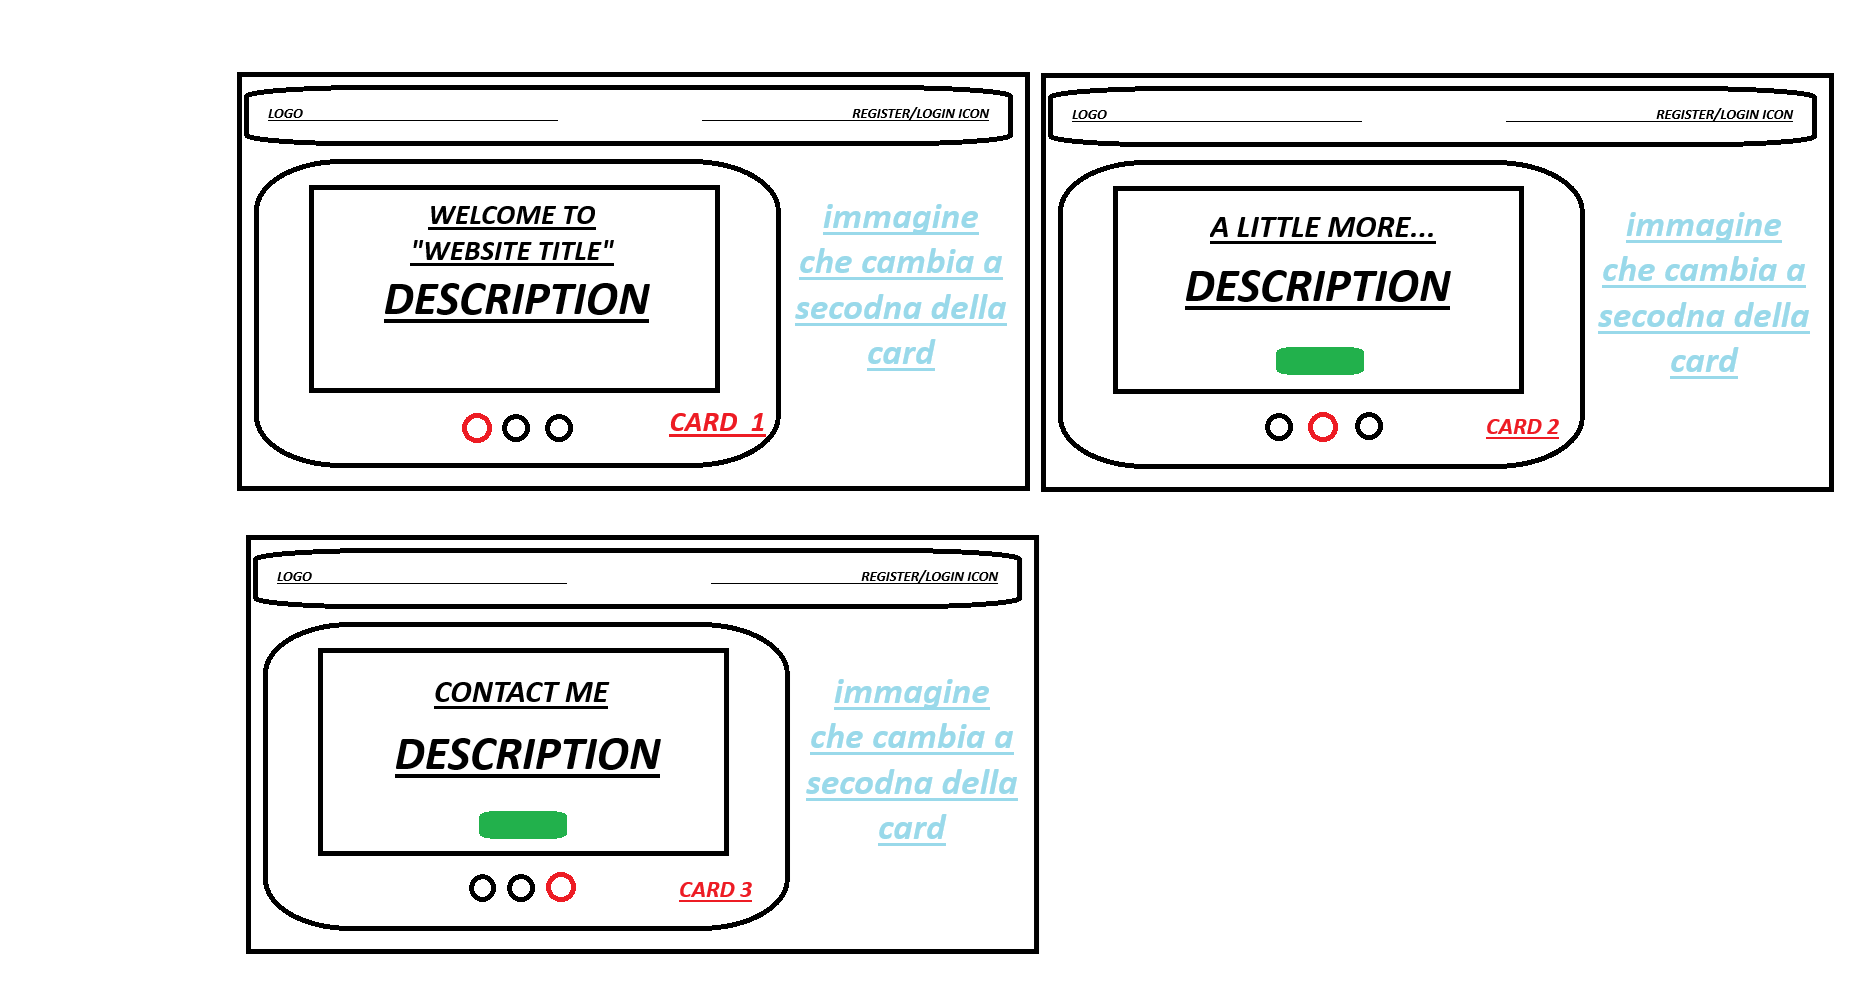 LOGO REGISTER/LOGIN ICON
WELCOME TO
"WEBSITE TITLE"
DESCRIPTION
CARD 1
immagine
che cambia a
secodna della
card
LOGO REGISTER/LOGIN ICON
A LITTLE MORE...
DESCRIPTION
CARD 2
immagine
che cambia a
secodna della
card
LOGO REGISTER/LOGIN ICON
CONTACT ME
DESCRIPTION
CARD 3
immagine
che cambia a
secodna della
card